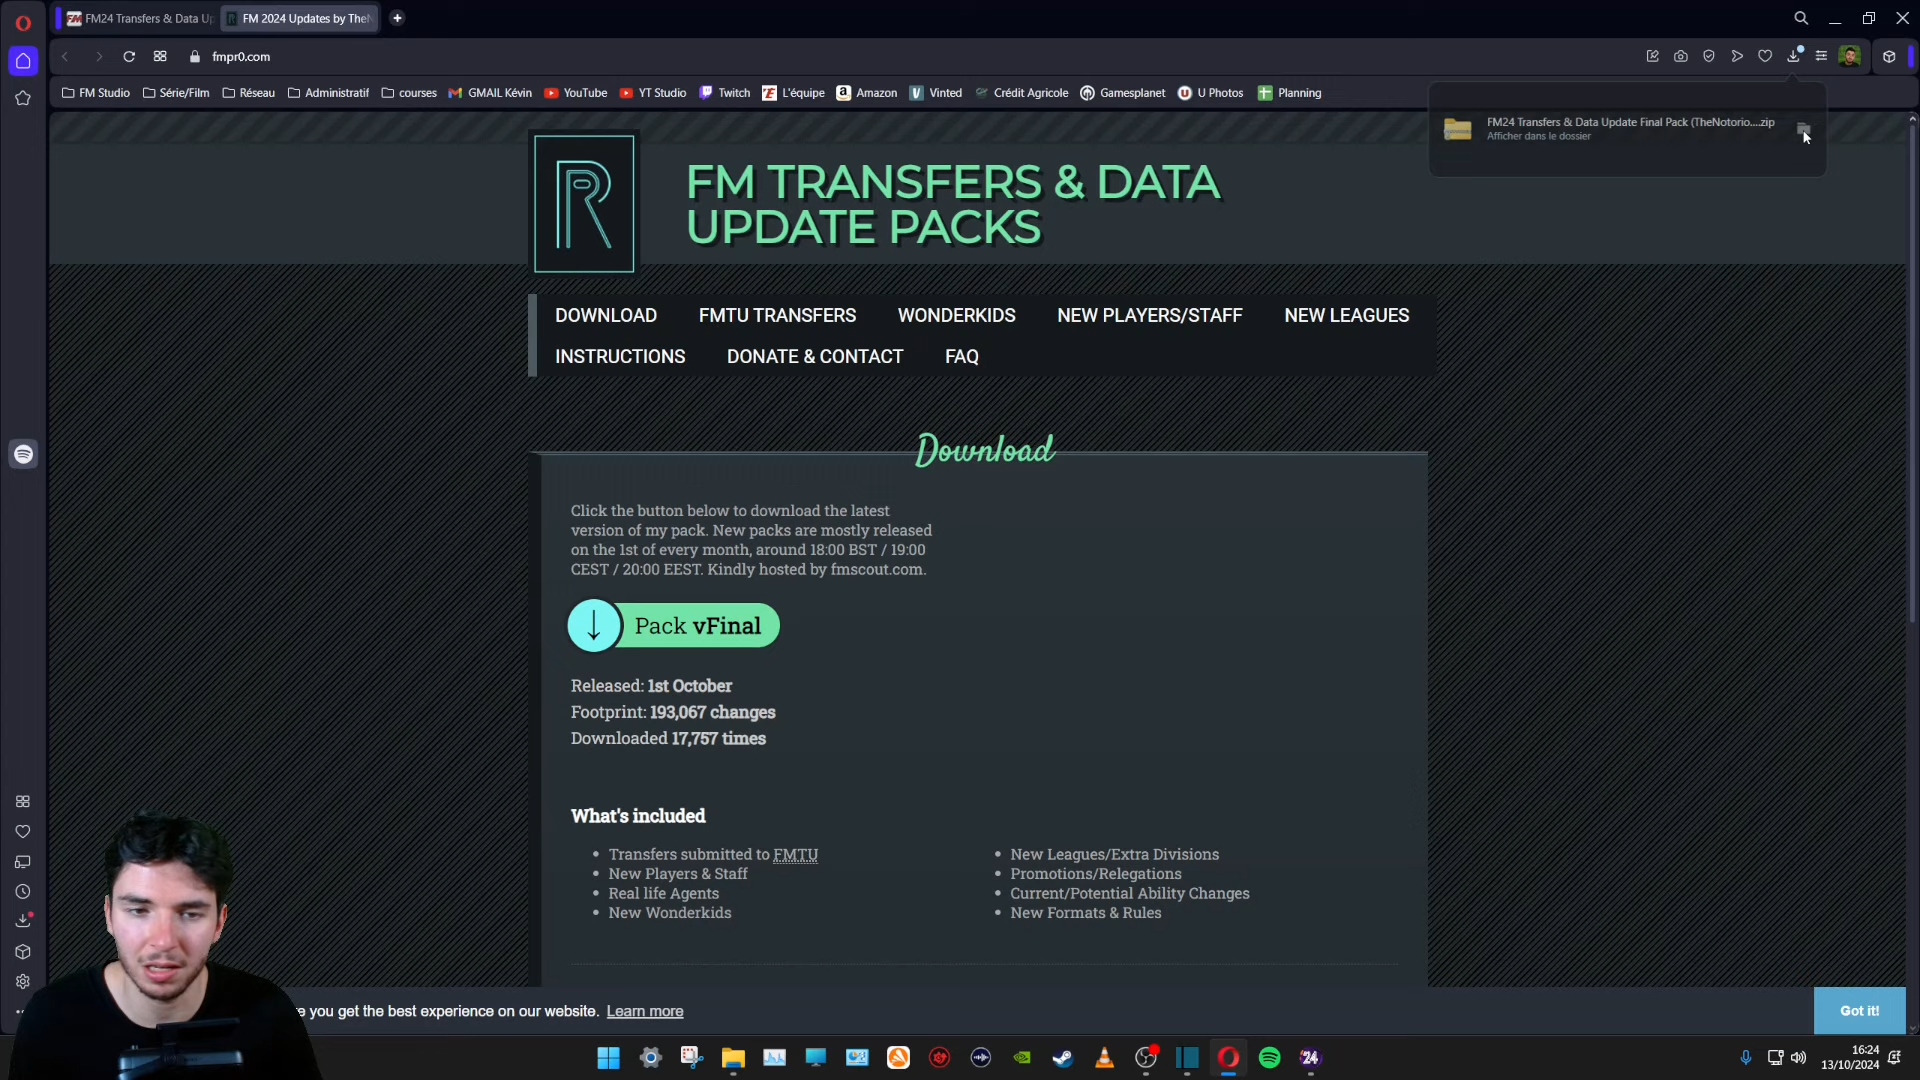 FM24 Transfers & Data Up
FM 2024 Updates by TheN
fmpr0.com
FM Studio
Série/Film
Réseau
Administratif
courses
GMAIL Kévin
YouTube
YT Studio
Twitch
L'équipe
Amazon
Vinted
Crédit Agricole
Gamesplanet
U Photos
Planning
FM24 Transfers & Data Update Final Pack (TheNotorio....zip
Afficher dans le dossier
R
FM TRANSFERS & DATA
UPDATE PACKS
DOWNLOAD
FMTU TRANSFERS
WONDERKIDS
NEW PLAYERS/STAFF
NEW LEAGUES
INSTRUCTIONS
DONATE & CONTACT
FAQ
Download
Click the button below to download the latest
version of my pack. New packs are mostly released
on the 1st of every month, around 18:00 BST / 19:00
CEST / 20:00 EEST. Kindly hosted by fmscout.com.
Pack vFinal
Released: 1st October
Footprint: 193,067 changes
Downloaded 17,757 times
What's included
Transfers submitted to FMTU
New Players & Staff
Real life Agents
New Wonderkids
New Leagues/Extra Divisions
Promotions/Relegations
Current/Potential Ability Changes
New Formats & Rules
e you get the best experience on our website. Learn more
Got it!
24
16:24
13/10/2024